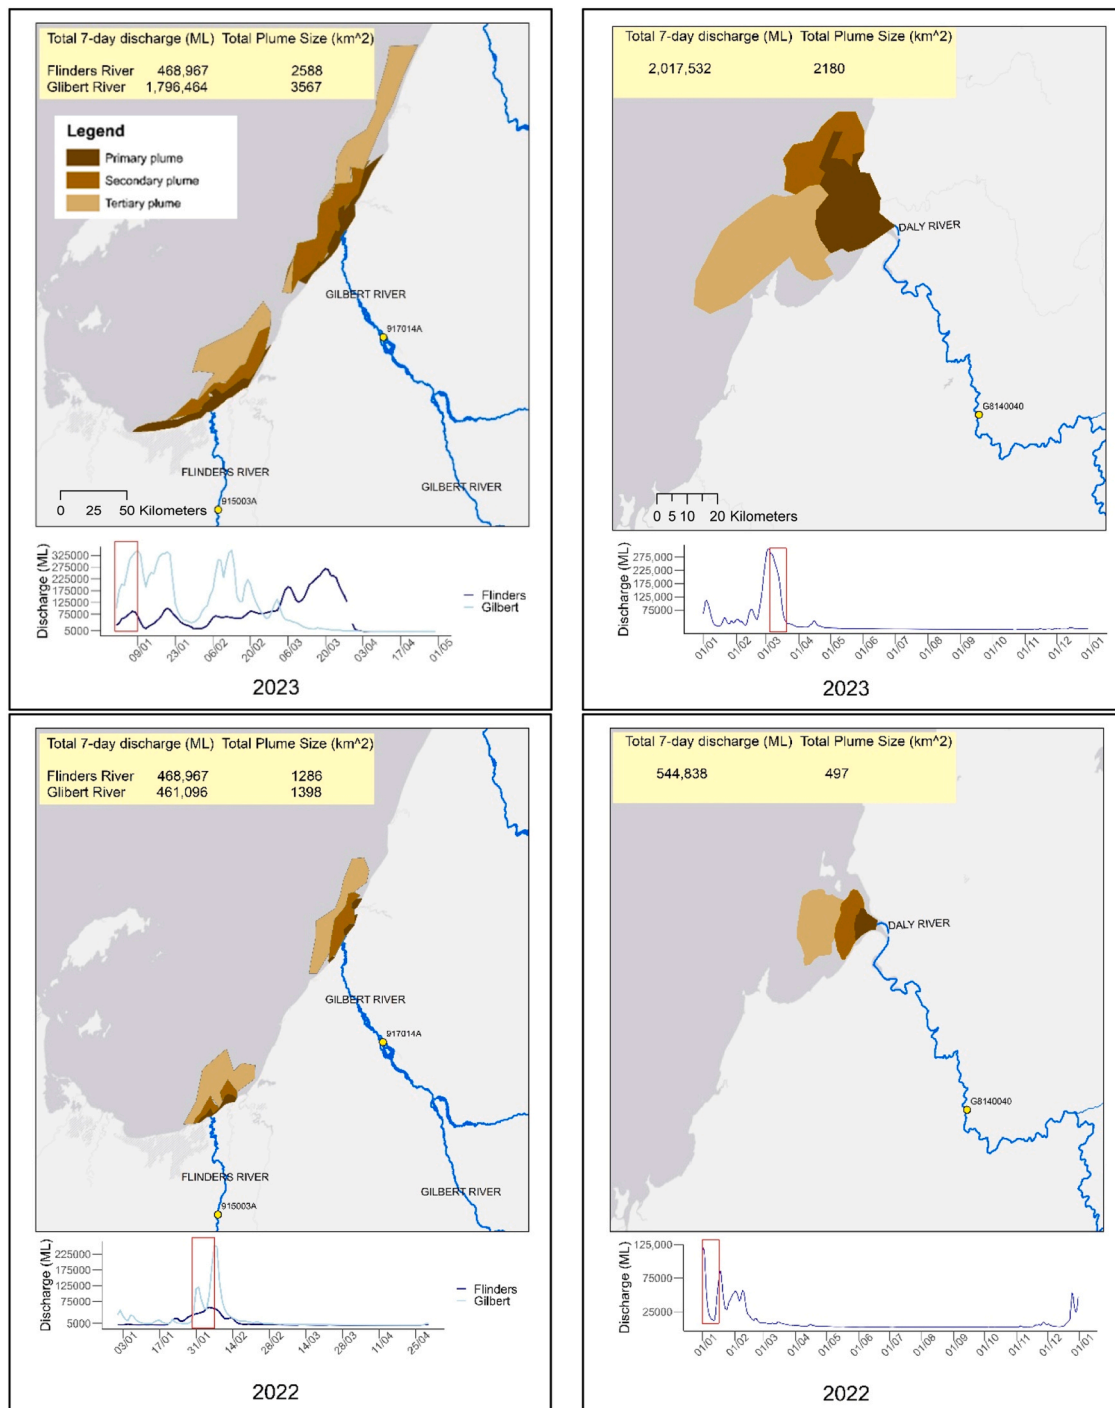 Total 7-day discharge (ML) Total Plume Size (km^2)
Flinders River 468,967 2588
Glibert River 1,796,464 3567
Legend
Primary plume
Secondary plume
Tertiary plume
GILBERT RIVER
917014A
FLINDERS RIVER
GILBERT RIVER
915003A
0 25 50 Kilometers
Discharge (ML)
325000
275000
225000
175000
125000
75000
5000
Flinders
Gilbert
09/01 23/01 06/02 20/02 06/03 20/03 03/04 17/04 01/05
2023
Total 7-day discharge (ML) Total Plume Size (km^2)
2,017,532 2180
DALY RIVER
G8140040
0 5 10 20 Kilometers
Discharge (ML)
275,000
225,000
175,000
125,000
75000
01/01 01/02 01/03 01/04 01/05 01/06 01/07 01/08 01/09 01/10 01/11 01/12 01/01
2023
Total 7-day discharge (ML) Total Plume Size (km^2)
Flinders River 468,967 1286
Glibert River 461,096 1398
GILBERT RIVER
917014A
FLINDERS RIVER
GILBERT RIVER
915003A
Discharge (ML)
225000
175000
125000
75000
5000
Flinders
Gilbert
03/01 17/01 31/01 14/02 28/02 14/03 28/03 11/04 25/04
2022
Total 7-day discharge (ML) Total Plume Size (km^2)
544,838 497
DALY RIVER
G8140040
Discharge (ML)
125,000
75000
25000
01/01 01/02 01/03 01/04 01/05 01/06 01/07 01/08 01/09 01/10 01/11 01/12 01/01
2022